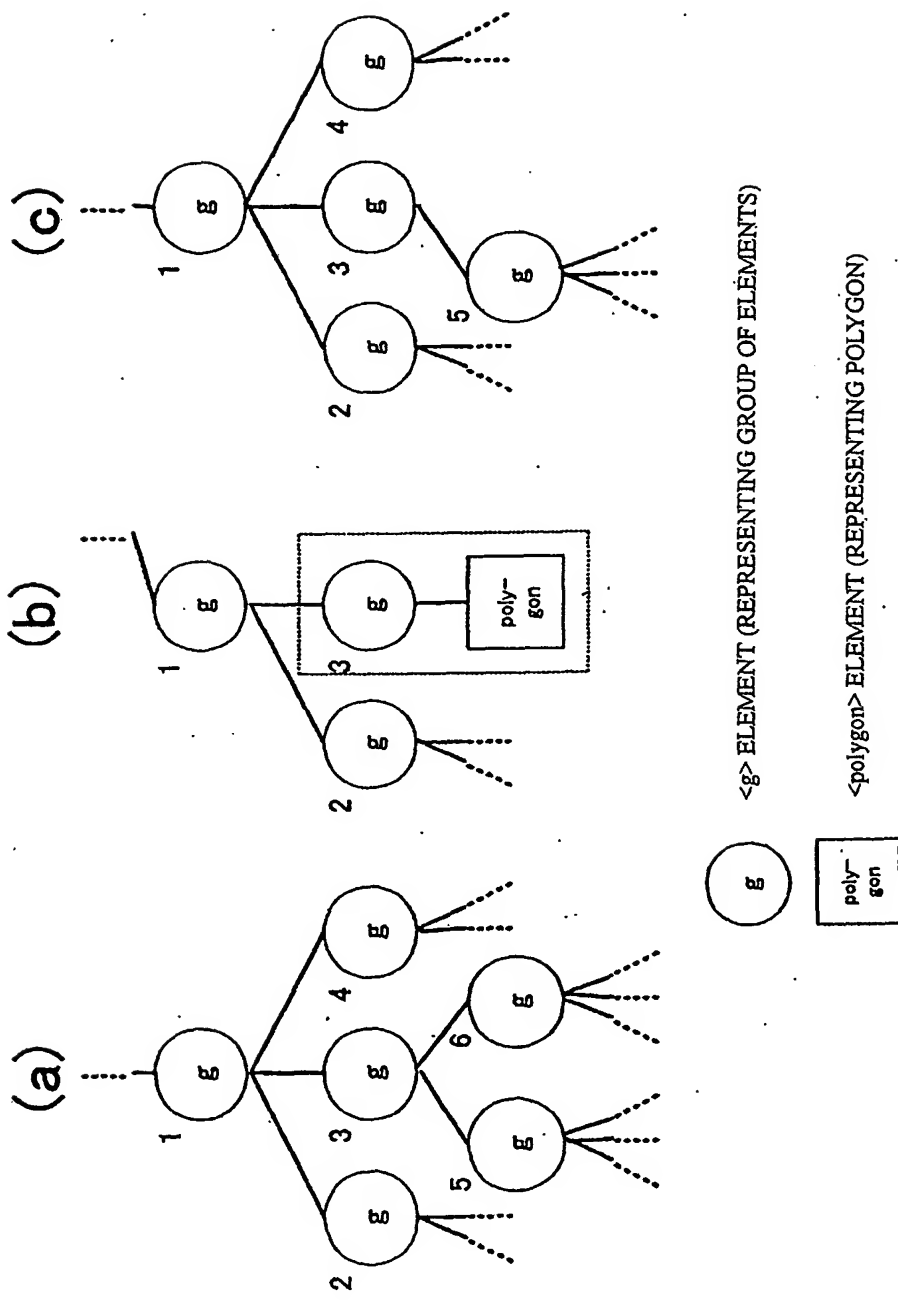 (a)
1
g
2
g
3
g
4
g
5
g
6
g
(b)
1
g
2
g
3
g
poly-
gon
(c)
1
g
2
g
3
g
4
g
5
g
g
<g> ELEMENT (REPRESENTING GROUP OF ELEMENTS)
poly-
gon
<polygon> ELEMENT (REPRESENTING POLYGON)